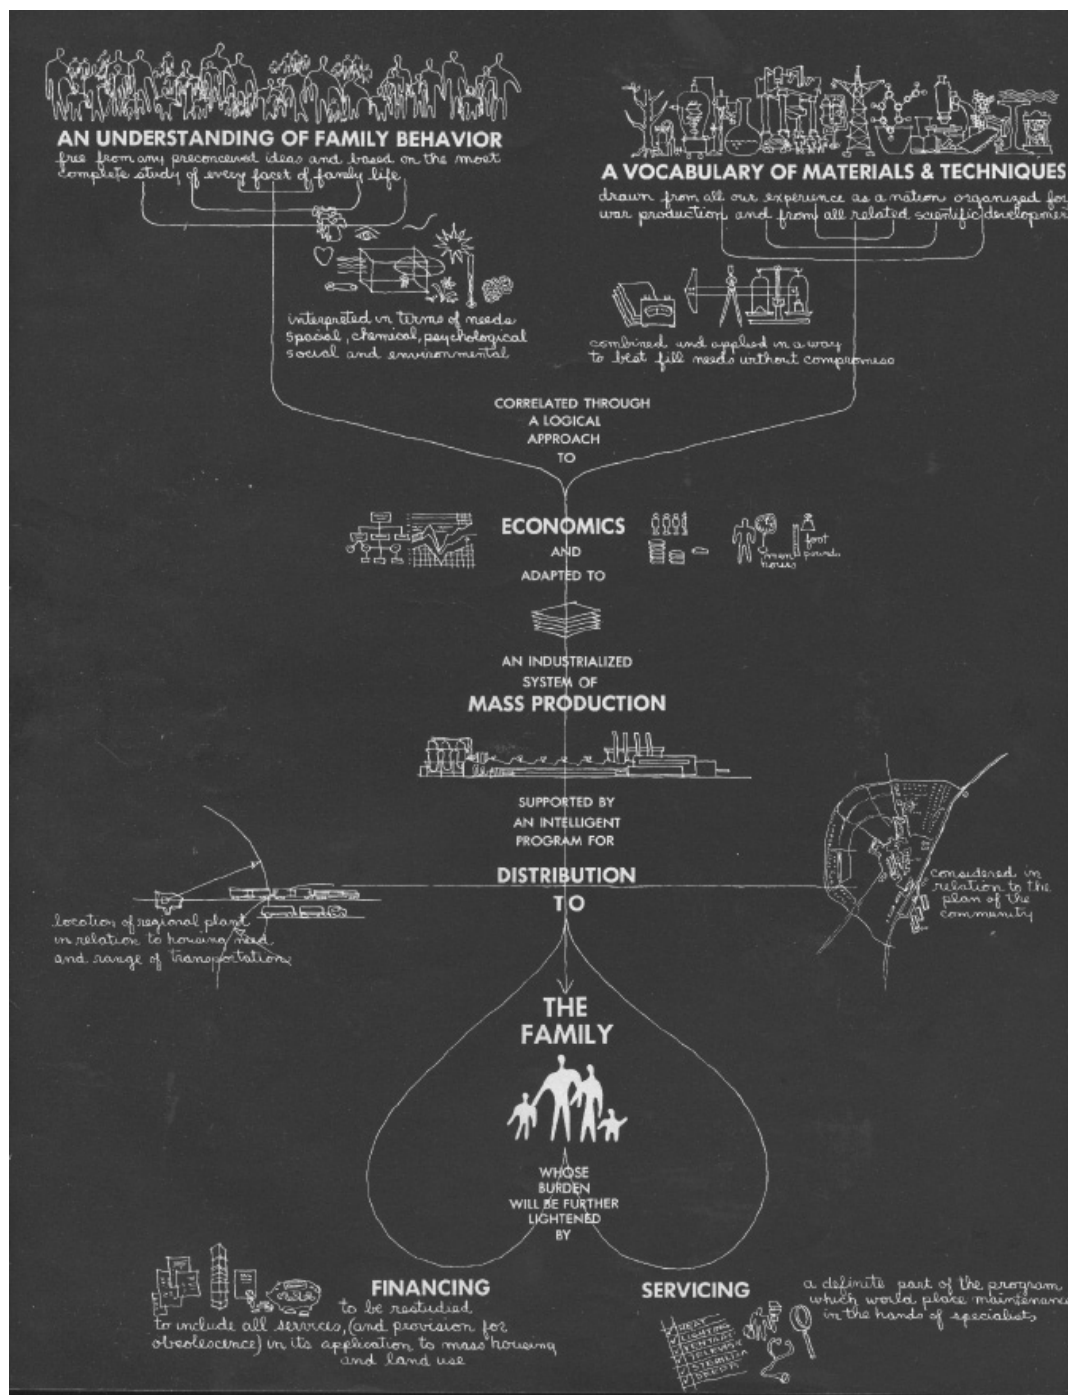 AN UNDERSTANDING OF FAMILY BEHAVIOR
free from any preconceived ideas and based on the most
complete study of every facet of family life
interpreted in terms of needs
spacial, chemical, psychological
social and environmental
A VOCABULARY OF MATERIALS & TECHNIQUES
drawn from all our experience as a nation organized for
war production and from all related scientific developmen
combined and applied in a way
to best fill needs without compromise
CORRELATED THROUGH
A LOGICAL
APPROACH
TO
ECONOMICS
AND
ADAPTED TO
man
hours
foot
pounds
AN INDUSTRIALIZED
SYSTEM OF
MASS PRODUCTION
SUPPORTED BY
AN INTELLIGENT
PROGRAM FOR
DISTRIBUTION
TO
location of regional plant
in relation to housing need
and range of transportation
considered in
relation to the
plan of the
community
THE
FAMILY
WHOSE
BURDEN
WILL BE FURTHER
LIGHTENED
BY
FINANCING
to be restudied
to include all services, (and provision for
obsolescence) in its application to mass housing
and land use
SERVICING
a definite part of the program
which would place maintenance
in the hands of specialists
HEAT
LIGHTING